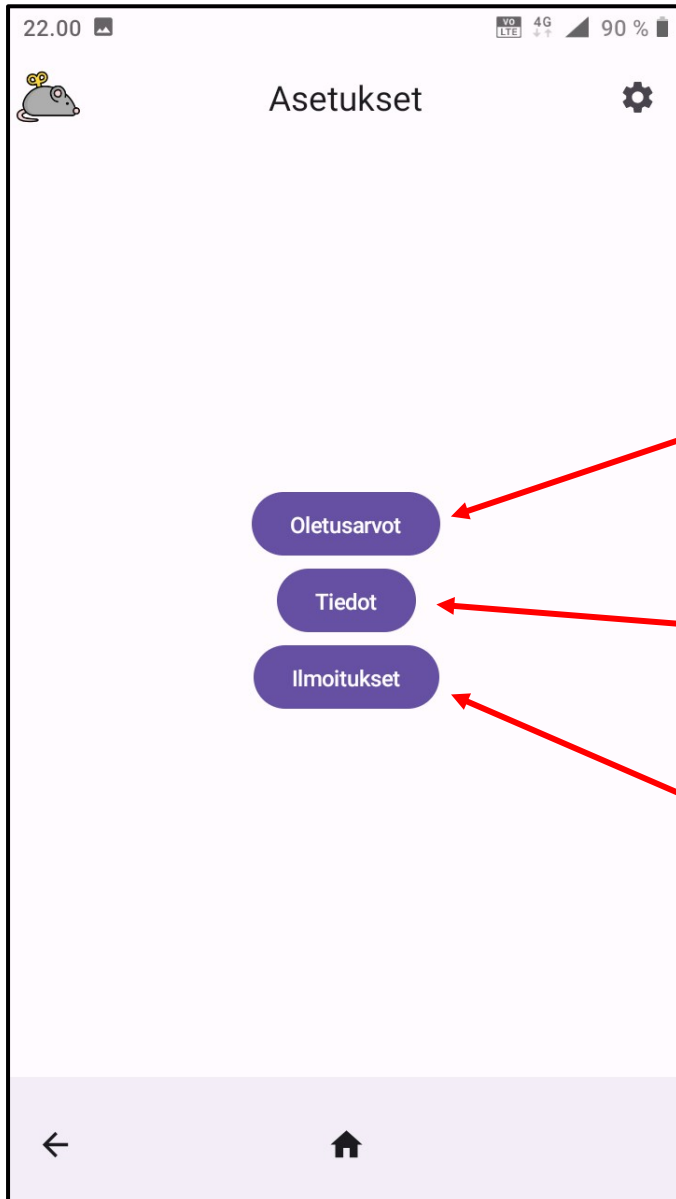 22.00 VO LTE 4G 90 %
Asetukset
Oletusarvot
Tiedot
Ilmoitukset